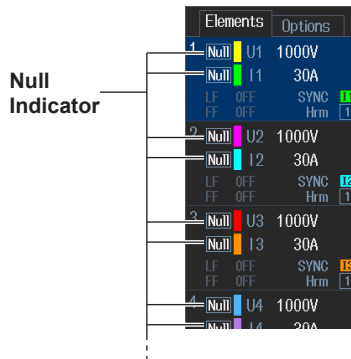 Null
Indicator
Elements Options
1 Null U1 1000V
Null I1 30A
LF OFF SYNC I1
FF OFF Hrm 1
2 Null U2 1000V
Null I2 30A
LF OFF SYNC I2
FF OFF Hrm 1
3 Null U3 1000V
Null I3 30A
LF OFF SYNC I3
FF OFF Hrm 1
4 Null U4 1000V
Null I4 30A